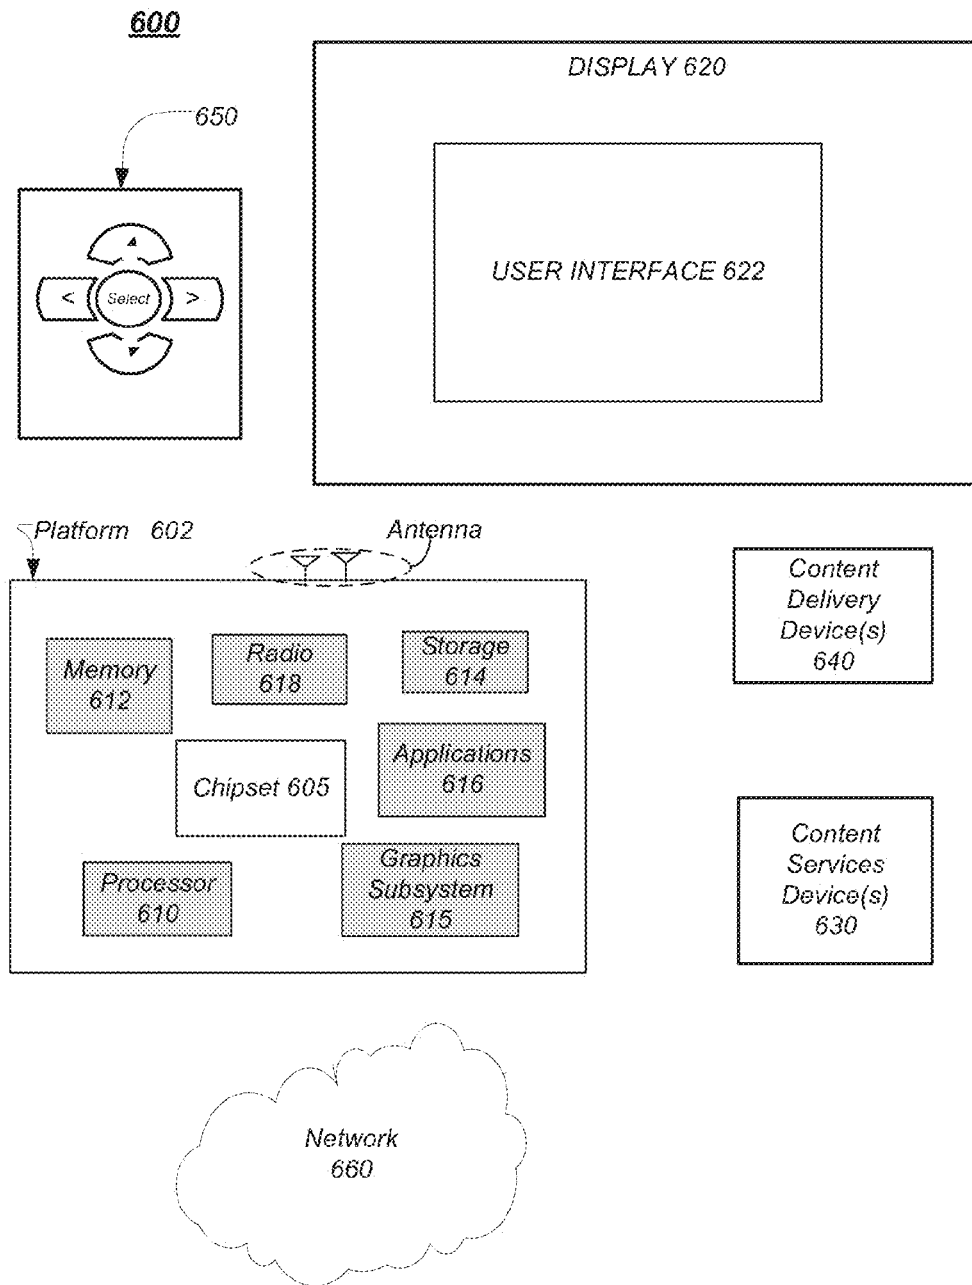 600
DISPLAY 620
650
USER INTERFACE 622
<
Select
>
Platform 602
Antenna
Content
Delivery
Device(s)
640
Memory
612
Radio
618
Storage
614
Chipset 605
Applications
616
Processor
610
Graphics
Subsystem
615
Content
Services
Device(s)
630
Network
660